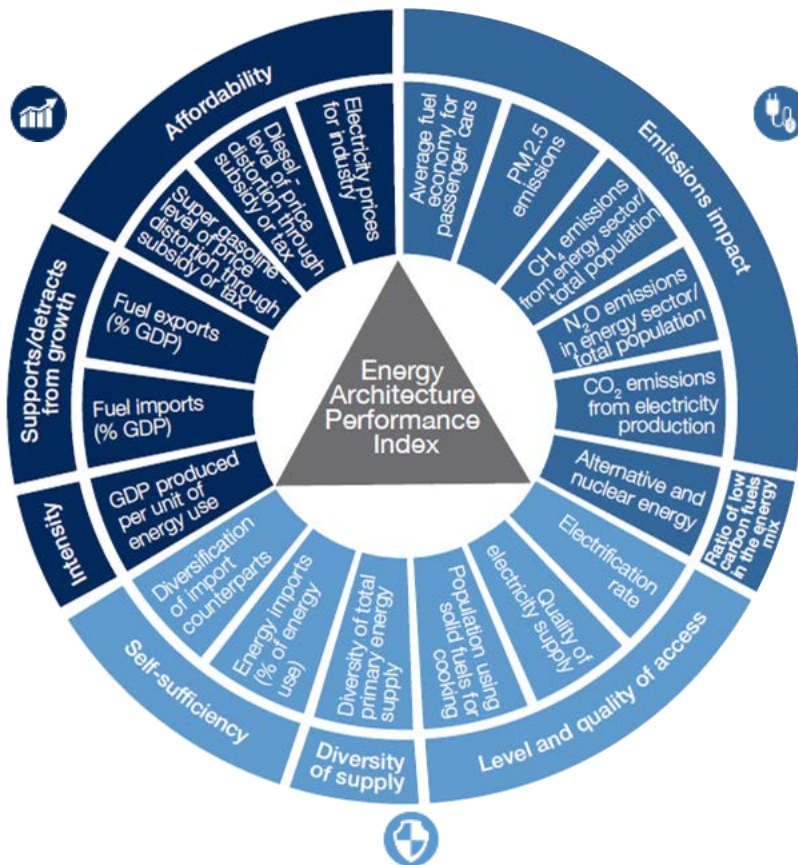 Energy
Architecture
Performance
Index
Affordability
Electricity prices
for industry
Diesel -
level of price
distortion through
subsidy or tax
Super gasoline -
level of price
distortion through
subsidy or tax
Supports/detracts
from growth
Fuel exports
(% GDP)
Fuel imports
(% GDP)
Intensity
GDP produced
per unit of
energy use
Emissions impact
Average fuel
economy for
passenger cars
PM2.5
emissions
CH₄ emissions
from energy sector/
total population
N₂O emissions
in energy sector/
total population
CO₂ emissions
from electricity
production
Ratio of low
carbon fuels
in the energy
mix
Alternative and
nuclear energy
Level and quality of access
Electrification
rate
Quality of
electricity supply
Population using
solid fuels for
cooking
Diversity
of supply
Diversity of total
primary energy
supply
Self-sufficiency
Energy imports
(% of energy
use)
Diversification
of import
counterparts